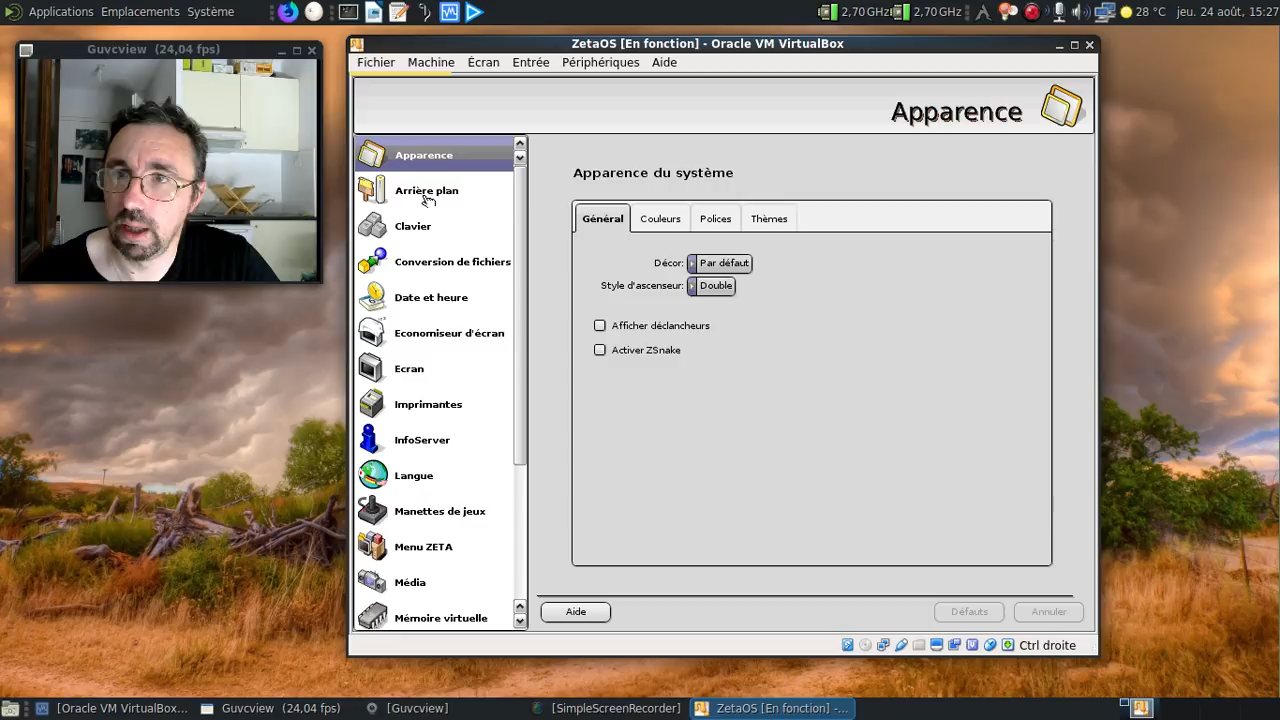 Applications Emplacements Système
2,70 GHz 2,70 GHz 28 °C jeu. 24 août, 15:27
Guvcview (24,04 fps)
ZetaOS [En fonction] - Oracle VM VirtualBox
Fichier Machine Écran Entrée Périphériques Aide
Apparence
Apparence
Arrière plan
Clavier
Conversion de fichiers
Date et heure
Economiseur d'écran
Ecran
Imprimantes
InfoServer
Langue
Manettes de jeux
Menu ZETA
Média
Mémoire virtuelle
Apparence du système
Général Couleurs Polices Thèmes
Décor: Par défaut
Style d'ascenseur: Double
Afficher déclancheurs
Activer ZSnake
Aide Défauts Annuler
Ctrl droite
[Oracle VM VirtualBox... Guvcview (24,04 fps) [Guvcview] [SimpleScreenRecorder] ZetaOS [En fonction] - ...